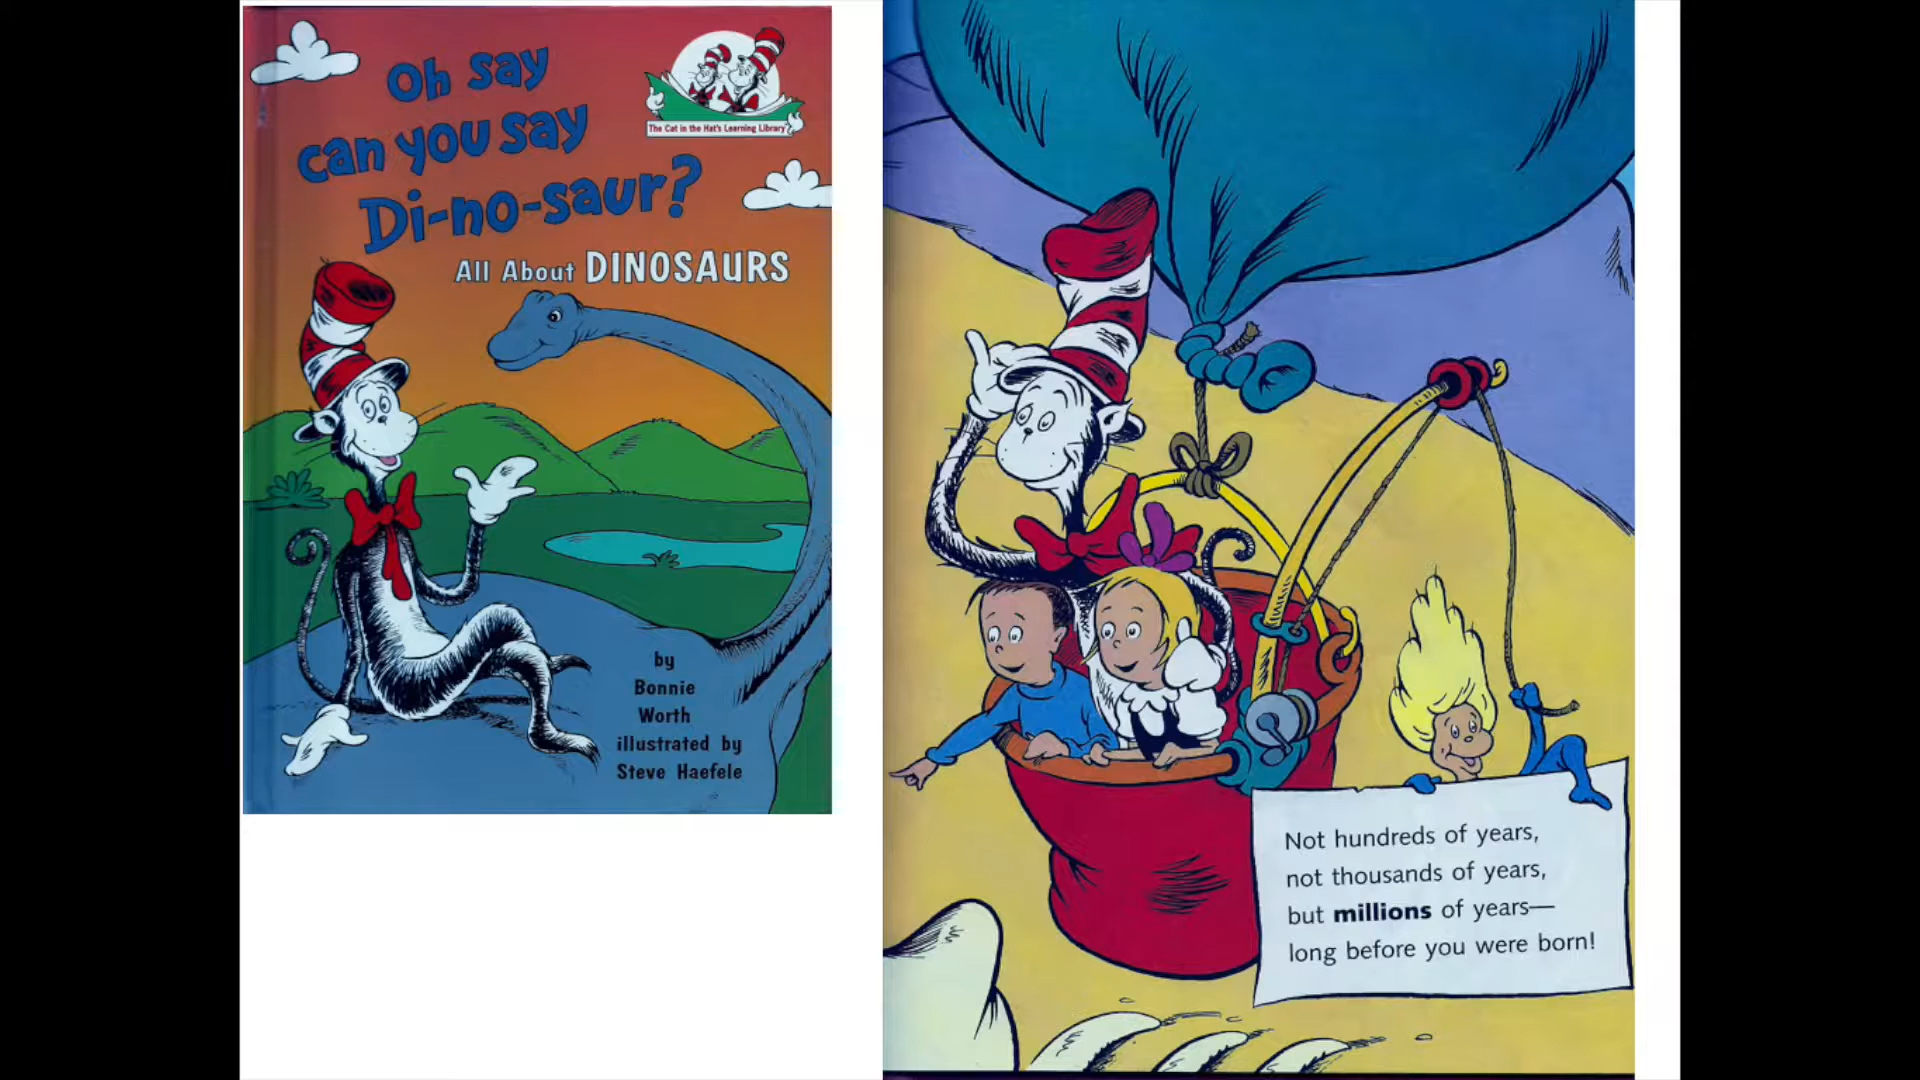 Oh say
can you say
Di-no-saur?
All About DINOSAURS
The Cat in the Hat's Learning Library
by
Bonnie
Worth
illustrated by
Steve Haefele
Not hundreds of years,
not thousands of years,
but millions of years—
long before you were born!